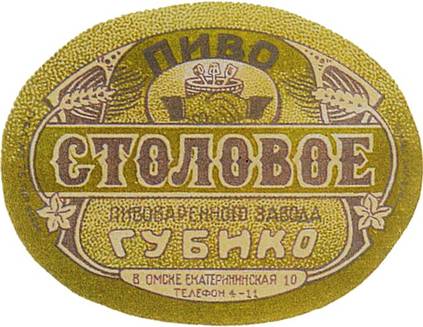 ПИВО
СТОЛОВОЕ
ПИВОВАРЕННОГО ЗАВОДА
ГУБИКО
В ОМСКЕ ЕКАТЕРИНИНСКАЯ 10
ТЕЛЕФОН 4-11